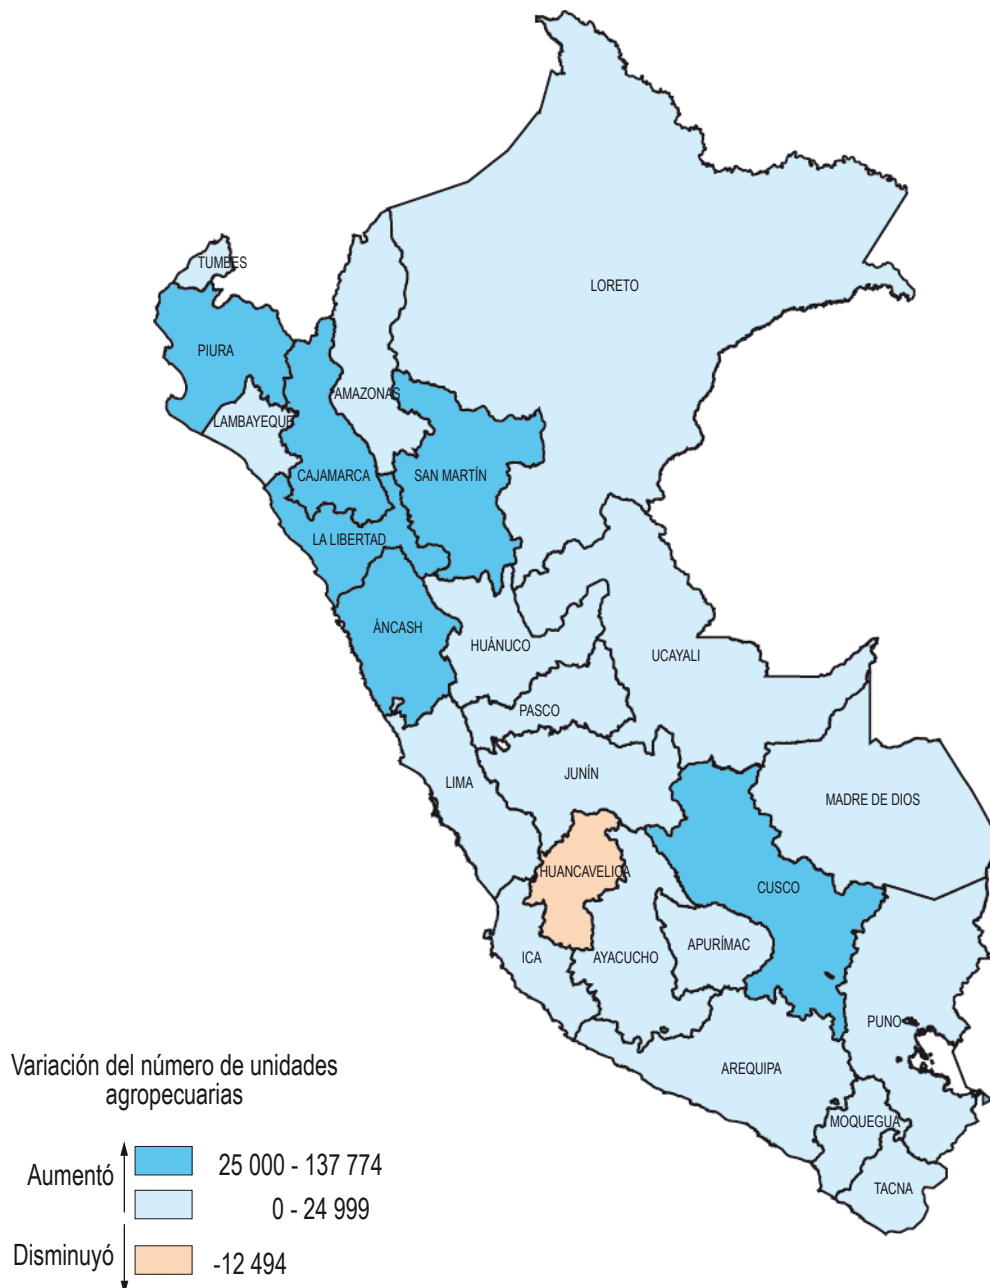 TUMBES
LORETO
PIURA
AMAZONAS
LAMBAYEQUE
CAJAMARCA
SAN MARTÍN
LA LIBERTAD
ÁNCASH
HUÁNUCO
UCAYALI
PASCO
JUNÍN
LIMA
MADRE DE DIOS
HUANCAVELICA
CUSCO
APURÍMAC
ICA
AYACUCHO
PUNO
AREQUIPA
MOQUEGUA
TACNA
Variación del número de unidades
agropecuarias
Aumentó
25 000 - 137 774
0 - 24 999
Disminuyó
-12 494